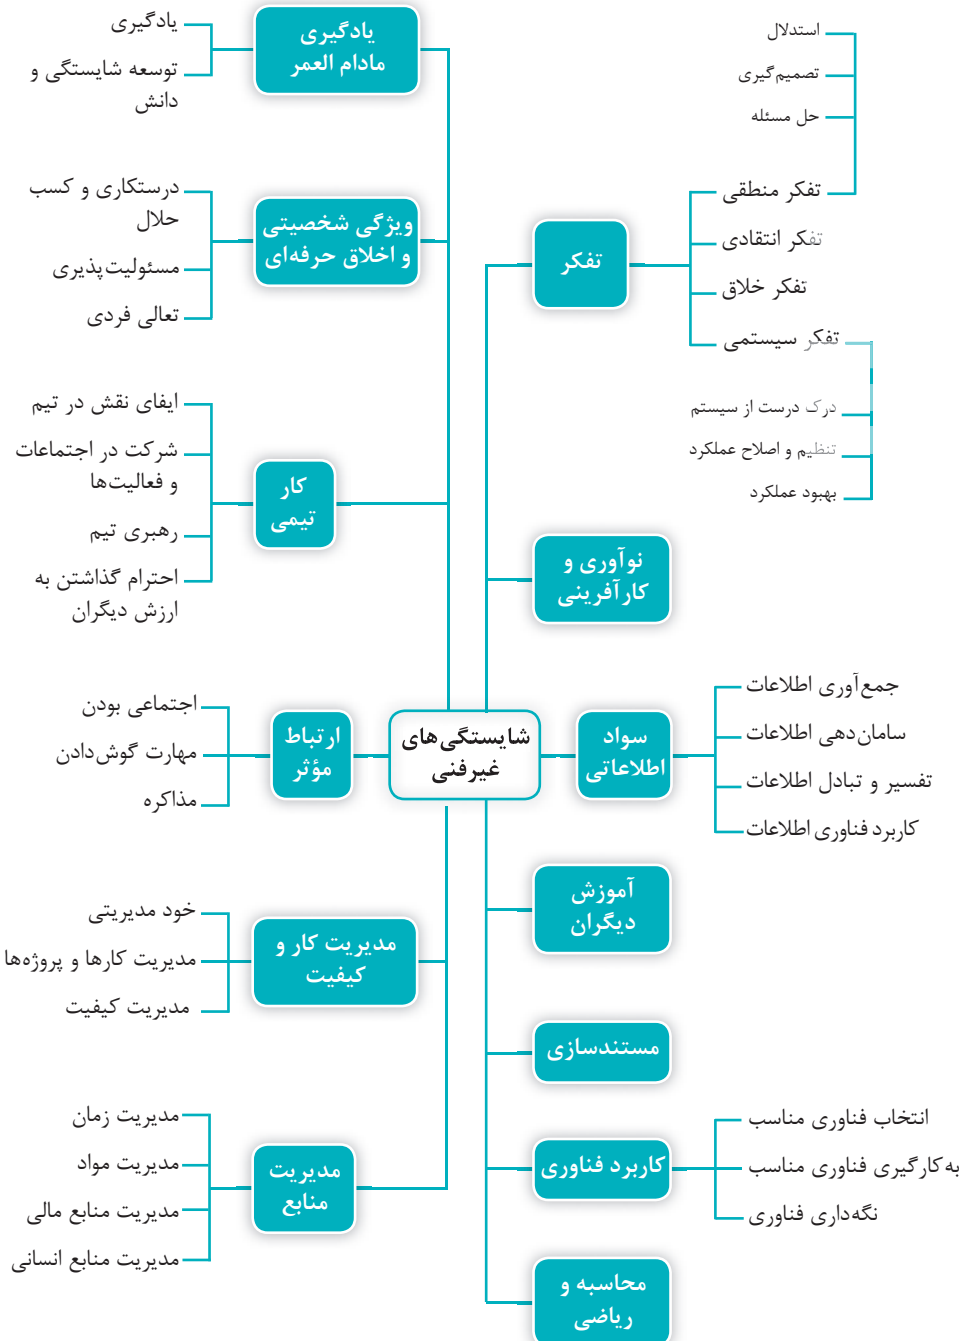 شایستگی‌های
غیرفنی
تفکر
تفکر منطقی
استدلال
تصمیم‌گیری
حل مسئله
تفکر انتقادی
تفکر خلاق
تفکر سیستمی
درک درست از سیستم
تنظیم و اصلاح عملکرد
بهبود عملکرد
نوآوری و
کارآفرینی
سواد
اطلاعاتی
جمع‌آوری اطلاعات
سامان‌دهی اطلاعات
تفسیر و تبادل اطلاعات
کاربرد فناوری اطلاعات
آموزش
دیگران
مستندسازی
کاربرد فناوری
انتخاب فناوری مناسب
به‌کارگیری فناوری مناسب
نگه‌داری فناوری
محاسبه و
ریاضی
یادگیری
مادام العمر
یادگیری
توسعه شایستگی و
دانش
ویژگی شخصیتی
و اخلاق حرفه‌ای
درستکاری و کسب
حلال
مسئولیت‌پذیری
تعالی فردی
کار
تیمی
ایفای نقش در تیم
شرکت در اجتماعات
و فعالیت‌ها
رهبری تیم
احترام گذاشتن به
ارزش دیگران
ارتباط
مؤثر
اجتماعی بودن
مهارت گوش‌دادن
مذاکره
مدیریت کار و
کیفیت
خود مدیریتی
مدیریت کارها و پروژه‌ها
مدیریت کیفیت
مدیریت
منابع
مدیریت زمان
مدیریت مواد
مدیریت منابع مالی
مدیریت منابع انسانی